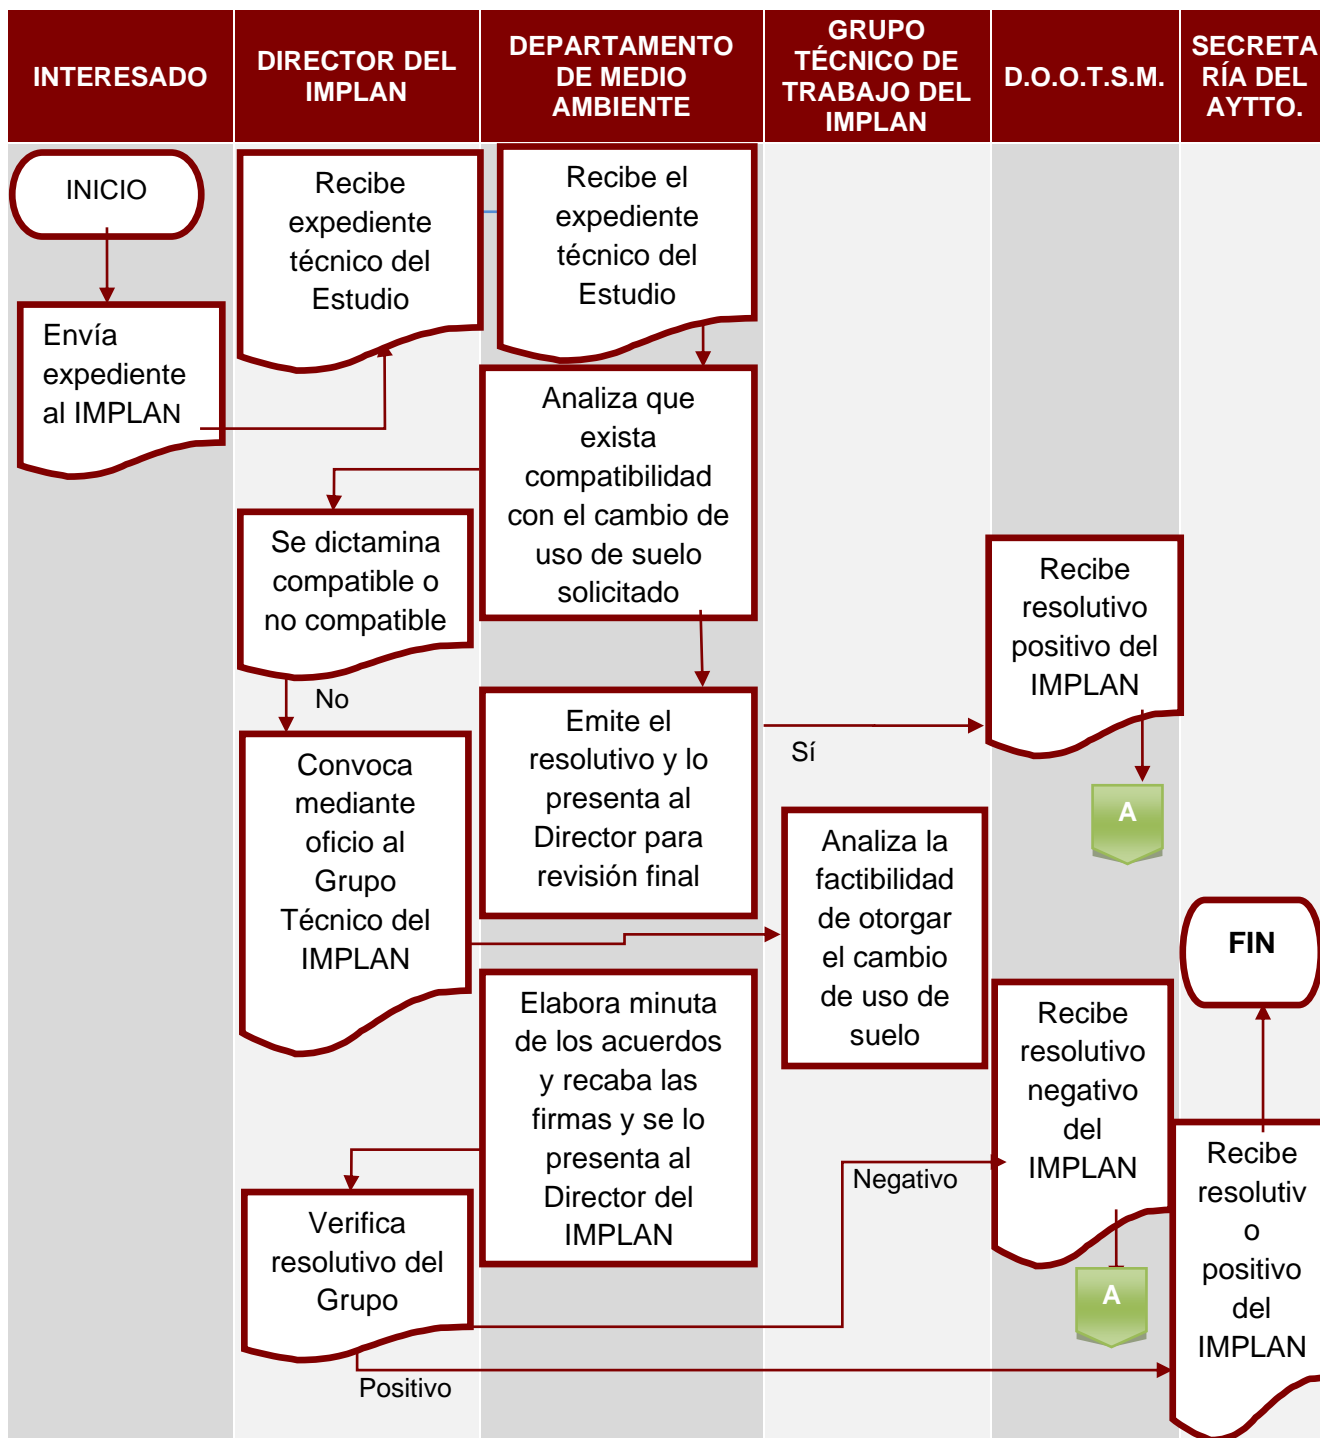 INTERESADO
DIRECTOR DEL
IMPLAN
DEPARTAMENTO
DE MEDIO
AMBIENTE
GRUPO
TÉCNICO DE
TRABAJO DEL
IMPLAN
D.O.O.T.S.M.
SECRETA
RÍA DEL
AYTTO.
INICIO
Envía
expediente
al IMPLAN
Recibe
expediente
técnico del
Estudio
Recibe el
expediente
técnico del
Estudio
Analiza que
exista
compatibilidad
con el cambio de
uso de suelo
solicitado
Se dictamina
compatible o
no compatible
No
Convoca
mediante
oficio al
Grupo
Técnico del
IMPLAN
Emite el
resolutivo y lo
presenta al
Director para
revisión final
Sí
Recibe
resolutivo
positivo del
IMPLAN
A
Analiza la
factibilidad
de otorgar
el cambio
de uso de
suelo
Elabora minuta
de los acuerdos
y recaba las
firmas y se lo
presenta al
Director del
IMPLAN
Verifica
resolutivo del
Grupo
Negativo
Positivo
Recibe
resolutivo
negativo
del
IMPLAN
A
FIN
Recibe
resolutiv
o
positivo
del
IMPLAN